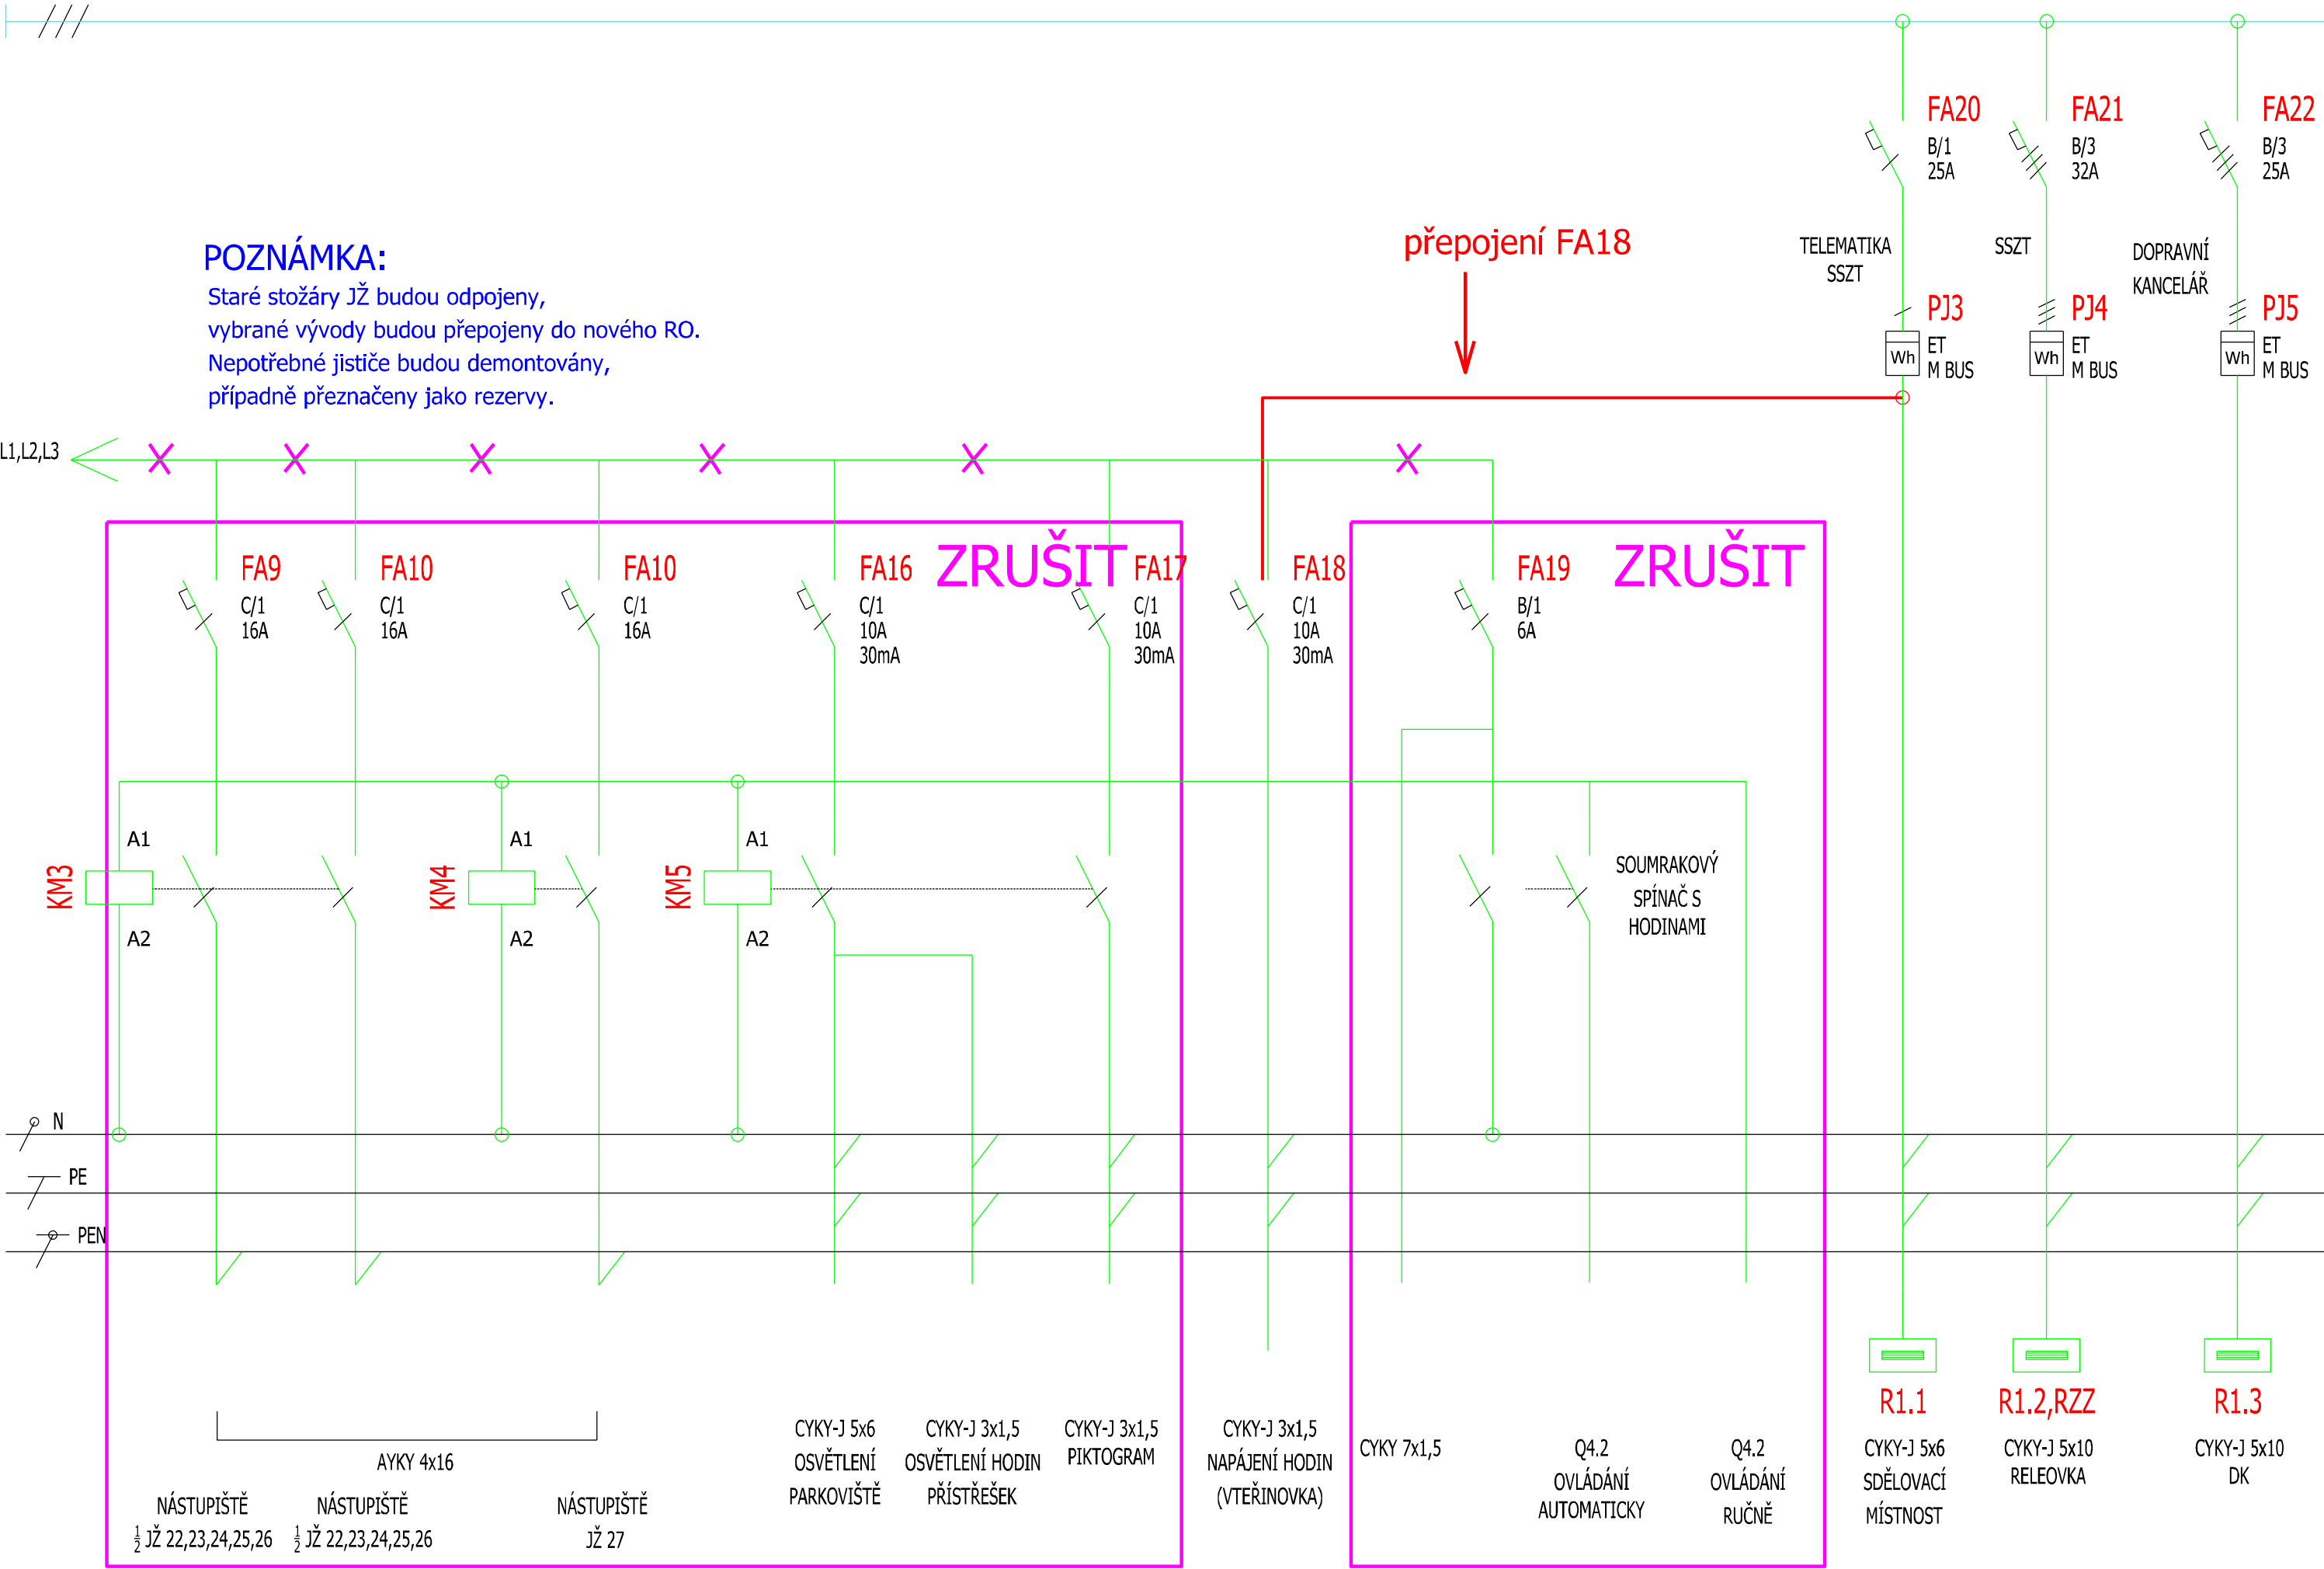 FA20
B/1
25A
FA21
B/3
32A
FA22
B/3
25A
POZNÁMKA:
Staré stožáry JŽ budou odpojeny,
vybrané vývody budou přepojeny do nového RO.
Nepotřebné jističe budou demontovány,
případně přeznačeny jako rezervy.
přepojení FA18
TELEMATIKA
SSZT
SSZT
DOPRAVNÍ
KANCELÁŘ
PJ3
Wh
ET
M BUS
PJ4
Wh
ET
M BUS
PJ5
Wh
ET
M BUS
L1,L2,L3
ZRUŠIT
ZRUŠIT
FA9
C/1
16A
FA10
C/1
16A
FA10
C/1
16A
FA16
C/1
10A
30mA
FA17
C/1
10A
30mA
FA18
C/1
10A
30mA
FA19
B/1
6A
KM3
A1
A2
KM4
A1
A2
KM5
A1
A2
SOUMRAKOVÝ
SPÍNAČ S
HODINAMI
N
PE
PEN
AYKY 4x16
NÁSTUPIŠTĚ
½ JŽ 22,23,24,25,26
NÁSTUPIŠTĚ
½ JŽ 22,23,24,25,26
NÁSTUPIŠTĚ
JŽ 27
CYKY-J 5x6
OSVĚTLENÍ
PARKOVIŠTĚ
CYKY-J 3x1,5
OSVĚTLENÍ HODIN
PŘÍSTŘEŠEK
CYKY-J 3x1,5
PIKTOGRAM
CYKY-J 3x1,5
NAPÁJENÍ HODIN
(VTEŘINOVKA)
CYKY 7x1,5
Q4.2
OVLÁDÁNÍ
AUTOMATICKY
Q4.2
OVLÁDÁNÍ
RUČNĚ
R1.1
CYKY-J 5x6
SDĚLOVACÍ
MÍSTNOST
R1.2,RZZ
CYKY-J 5x10
RELEOVKA
R1.3
CYKY-J 5x10
DK